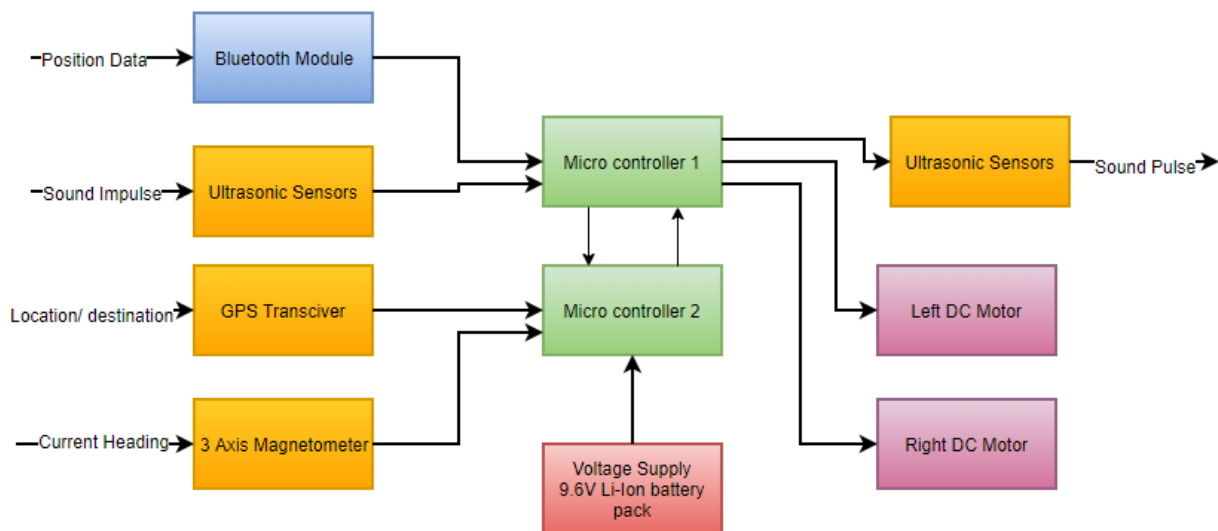 Position Data
Bluetooth Module
Sound Impulse
Ultrasonic Sensors
Micro controller 1
Ultrasonic Sensors
Sound Pulse
Location/ destination
GPS Transciver
Micro controller 2
Left DC Motor
Current Heading
3 Axis Magnetometer
Voltage Supply
9.6V Li-Ion battery
pack
Right DC Motor